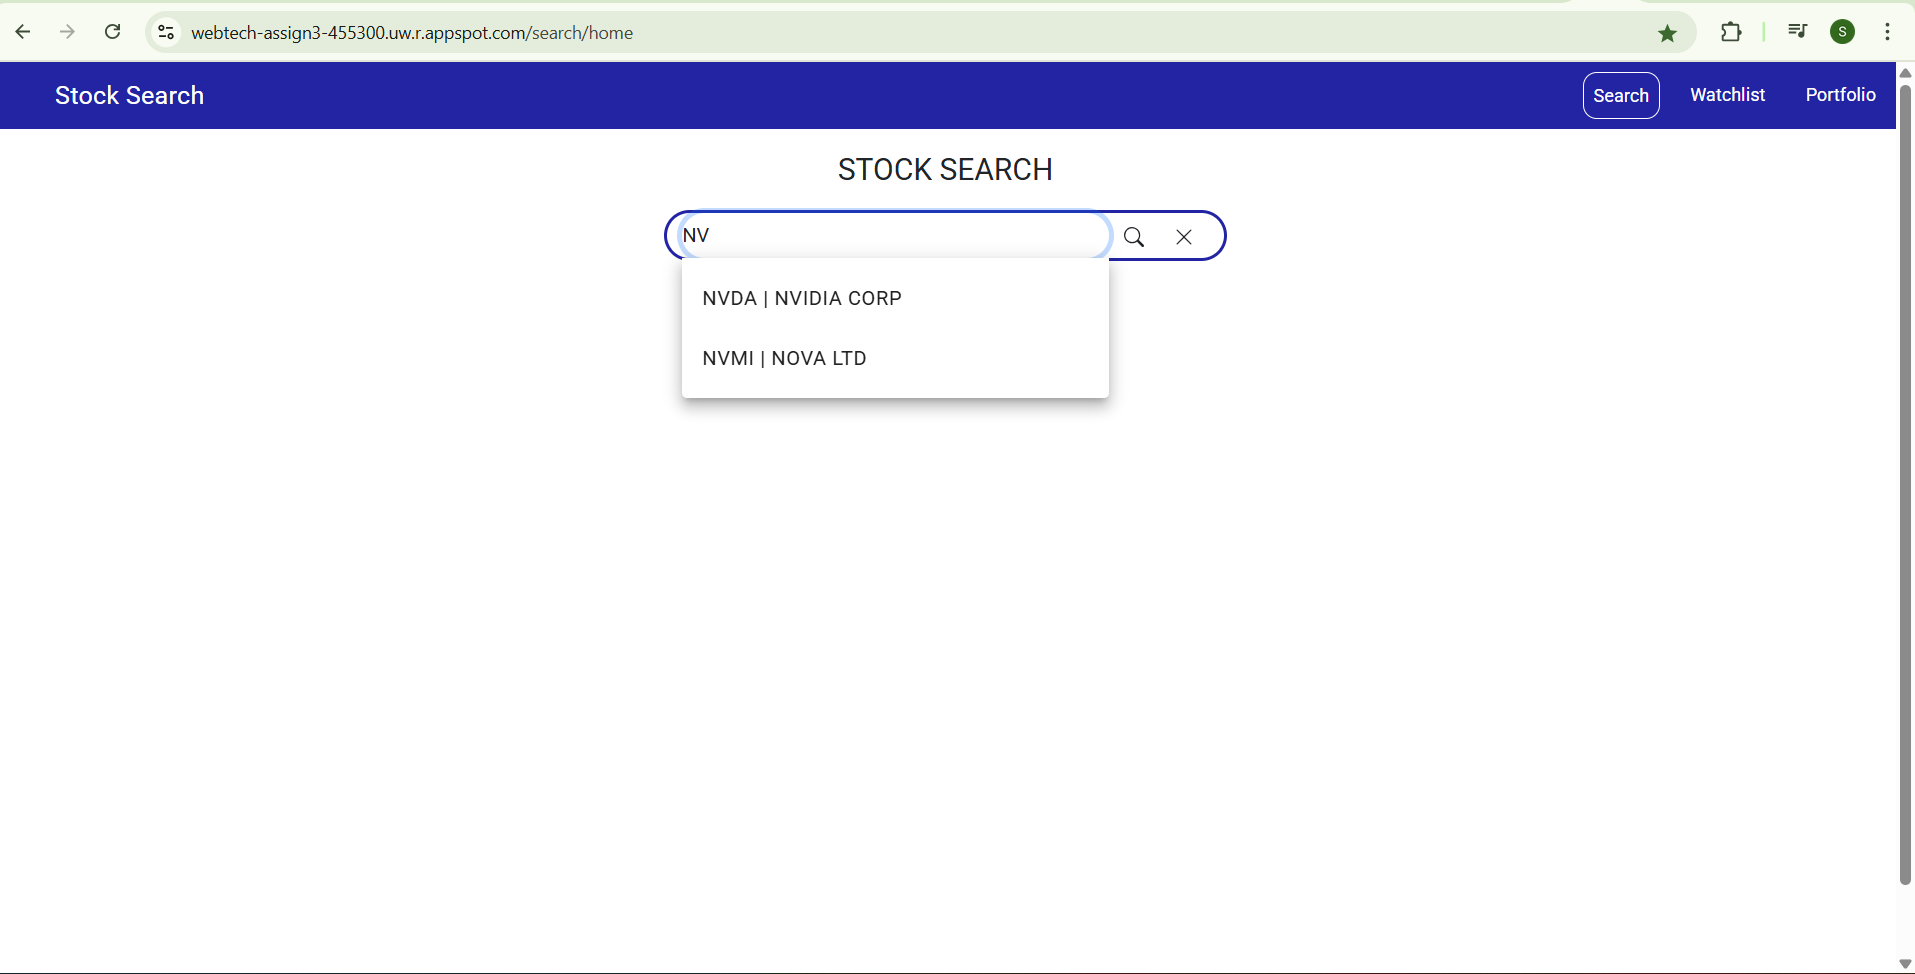 webtech-assign3-455300.uw.r.appspot.com/search/home
S
Stock Search
Search
Watchlist
Portfolio
STOCK SEARCH
NV
NVDA | NVIDIA CORP
NVMI | NOVA LTD